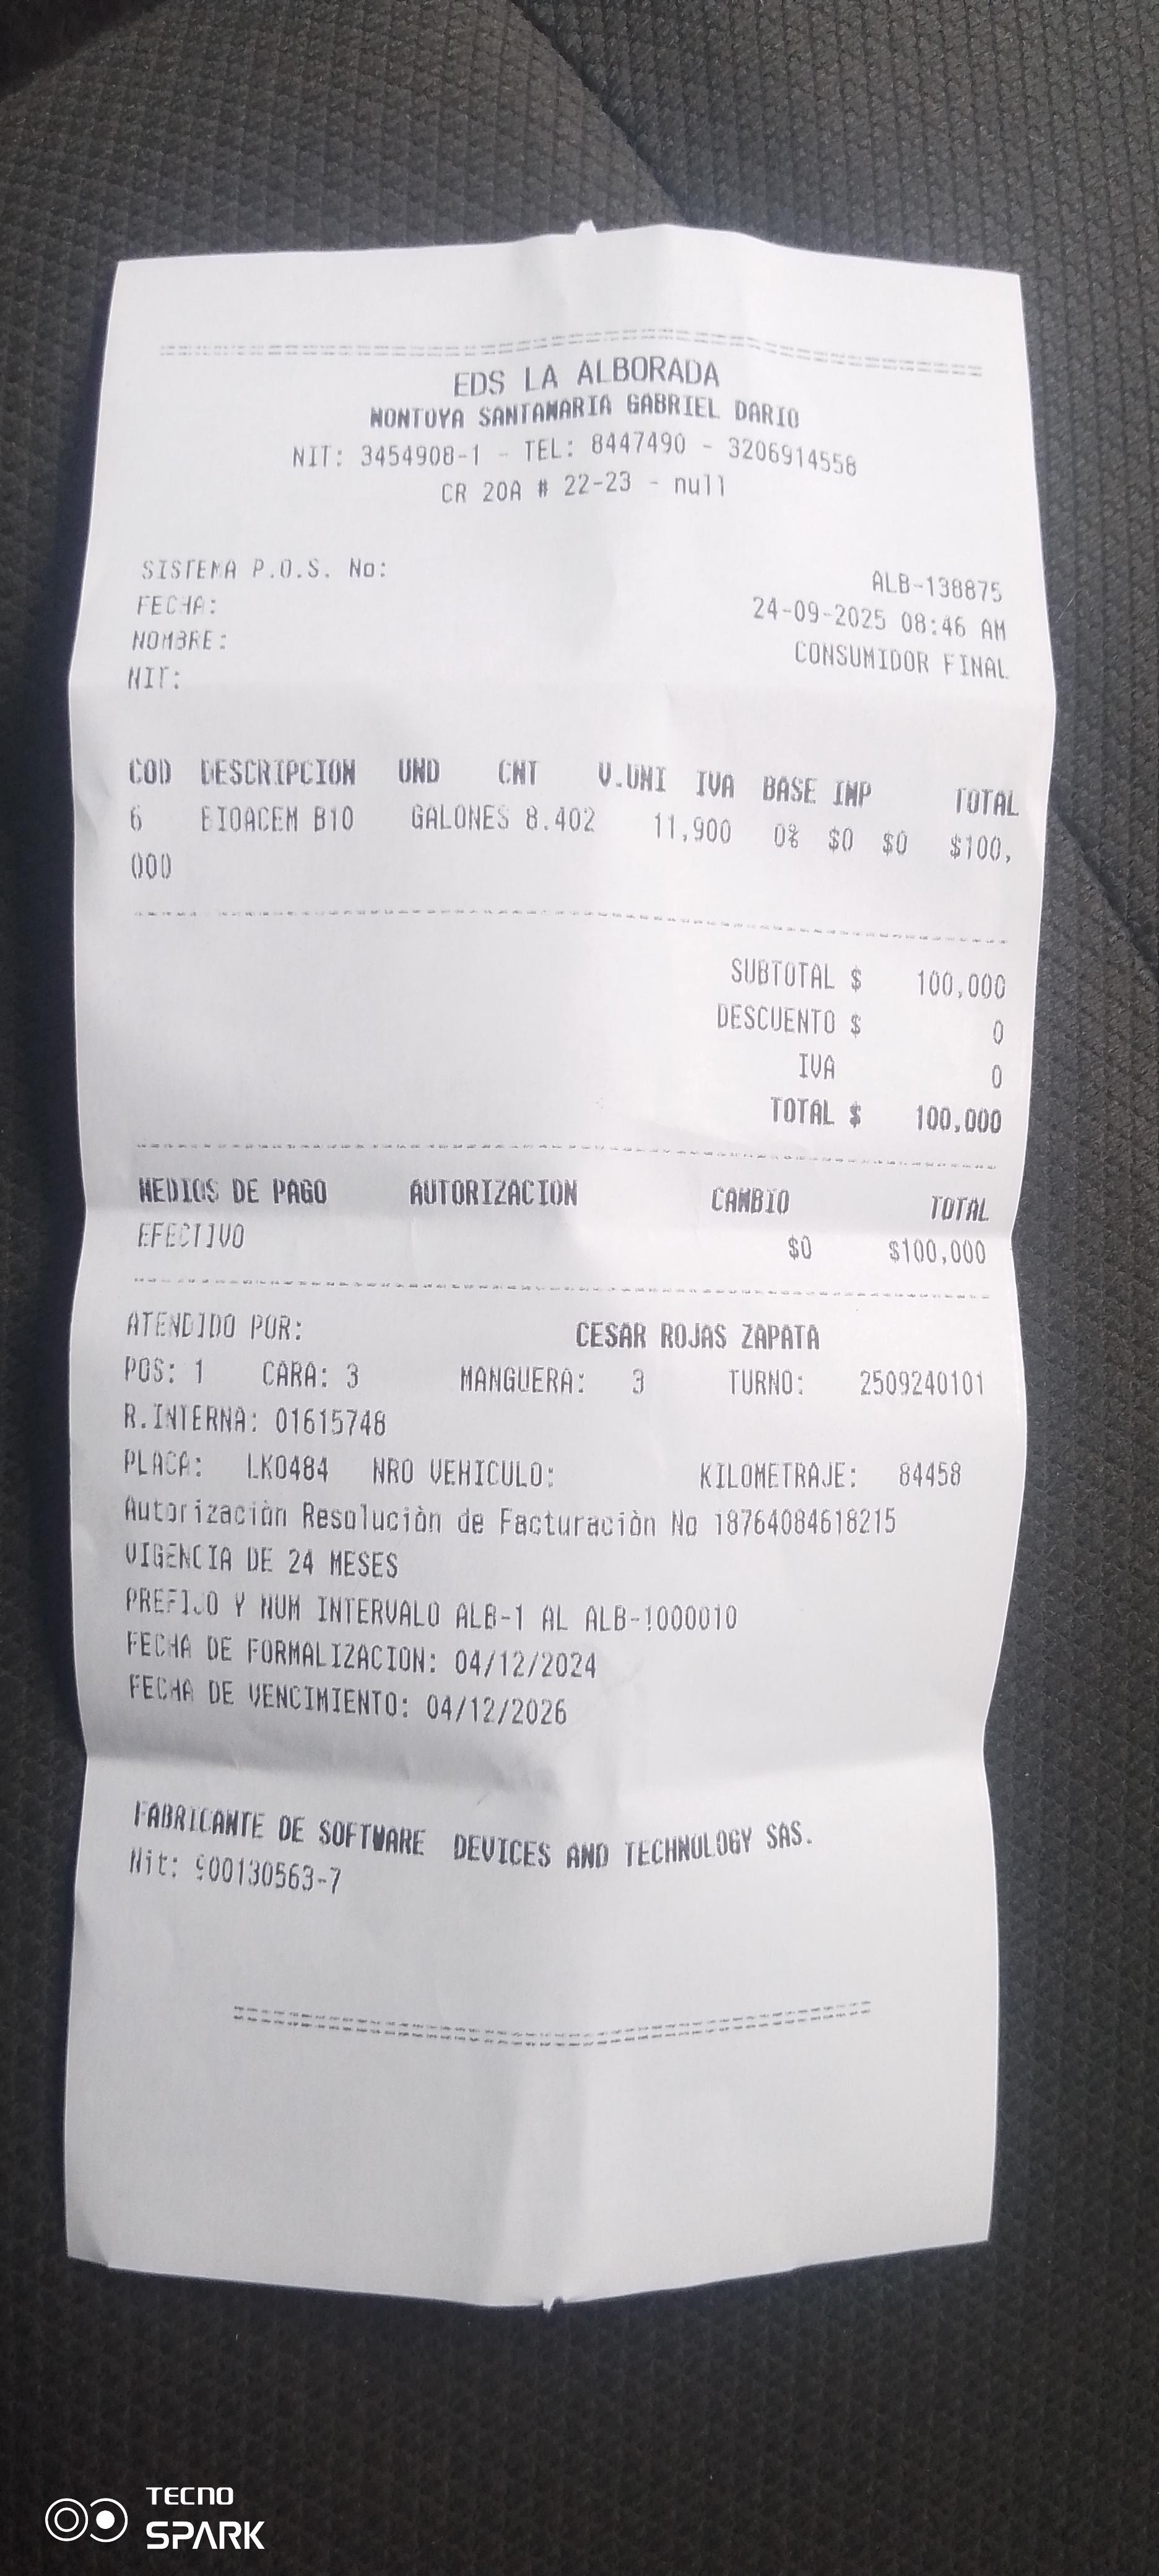 EDS LA ALBORADA
MONTOYA SANTAMARIA GABRIEL DARIO
NIT: 3454908-1 - TEL: 8447490 - 3206914558
CR 20A # 22-23 - null
SISTEMA P.O.S. No: ALB-138875
FECHA: 24-09-2025 08:46 AM
NOMBRE: CONSUMIDOR FINAL
NIT:
COD DESCRIPCION UND CNT V.UNI IVA BASE IMP TOTAL
6 BIOACEM B10 GALONES 8.402 11,900 0% $0 $0 $100,
000
SUBTOTAL $ 100,000
DESCUENTO $ 0
IVA 0
TOTAL $ 100,000
MEDIOS DE PAGO AUTORIZACION CAMBIO TOTAL
EFECTIVO $0 $100,000
ATENDIDO POR: CESAR ROJAS ZAPATA
POS: 1 CARA: 3 MANGUERA: 3 TURNO: 2509240101
R.INTERNA: 01615748
PLACA: LKO484 NRO VEHICULO: KILOMETRAJE: 84458
Autorizaciòn Resoluciòn de Facturaciòn No 18764084618215
VIGENCIA DE 24 MESES
PREFIJO Y NUM INTERVALO ALB-1 AL ALB-1000010
FECHA DE FORMALIZACION: 04/12/2024
FECHA DE VENCIMIENTO: 04/12/2026
FABRICANTE DE SOFTWARE DEVICES AND TECHNOLOGY SAS.
Nit: 900130563-7
TECNO
SPARK